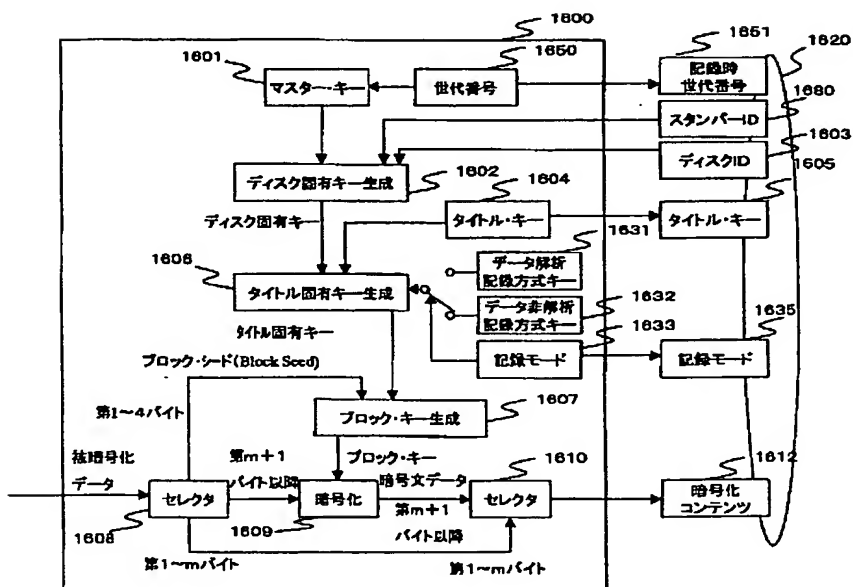 1600
1601
マスター・キー
1650
世代番号
1651
記録時
世代番号
1620
スタンパーID
1680
ディスクID
1603
ディスク固有キー生成
1602
ディスク固有キー
1604
タイトル・キー
1605
タイトル・キー
1606
タイトル固有キー生成
1631
データ解析
記録方式キー
データ非解析
記録方式キー
1632
1633
記録モード
1635
記録モード
タイトル固有キー
ブロック・シード(Block Seed)
第1~4バイト
ブロック・キー生成
1607
被暗号化
データ
セレクタ
1608
第m+1
バイト以降
ブロック・キー
暗号化
1609
暗号文データ
第m+1
バイト以降
1610
セレクタ
1612
暗号化
コンテンツ
第1~mバイト
第1~mバイト